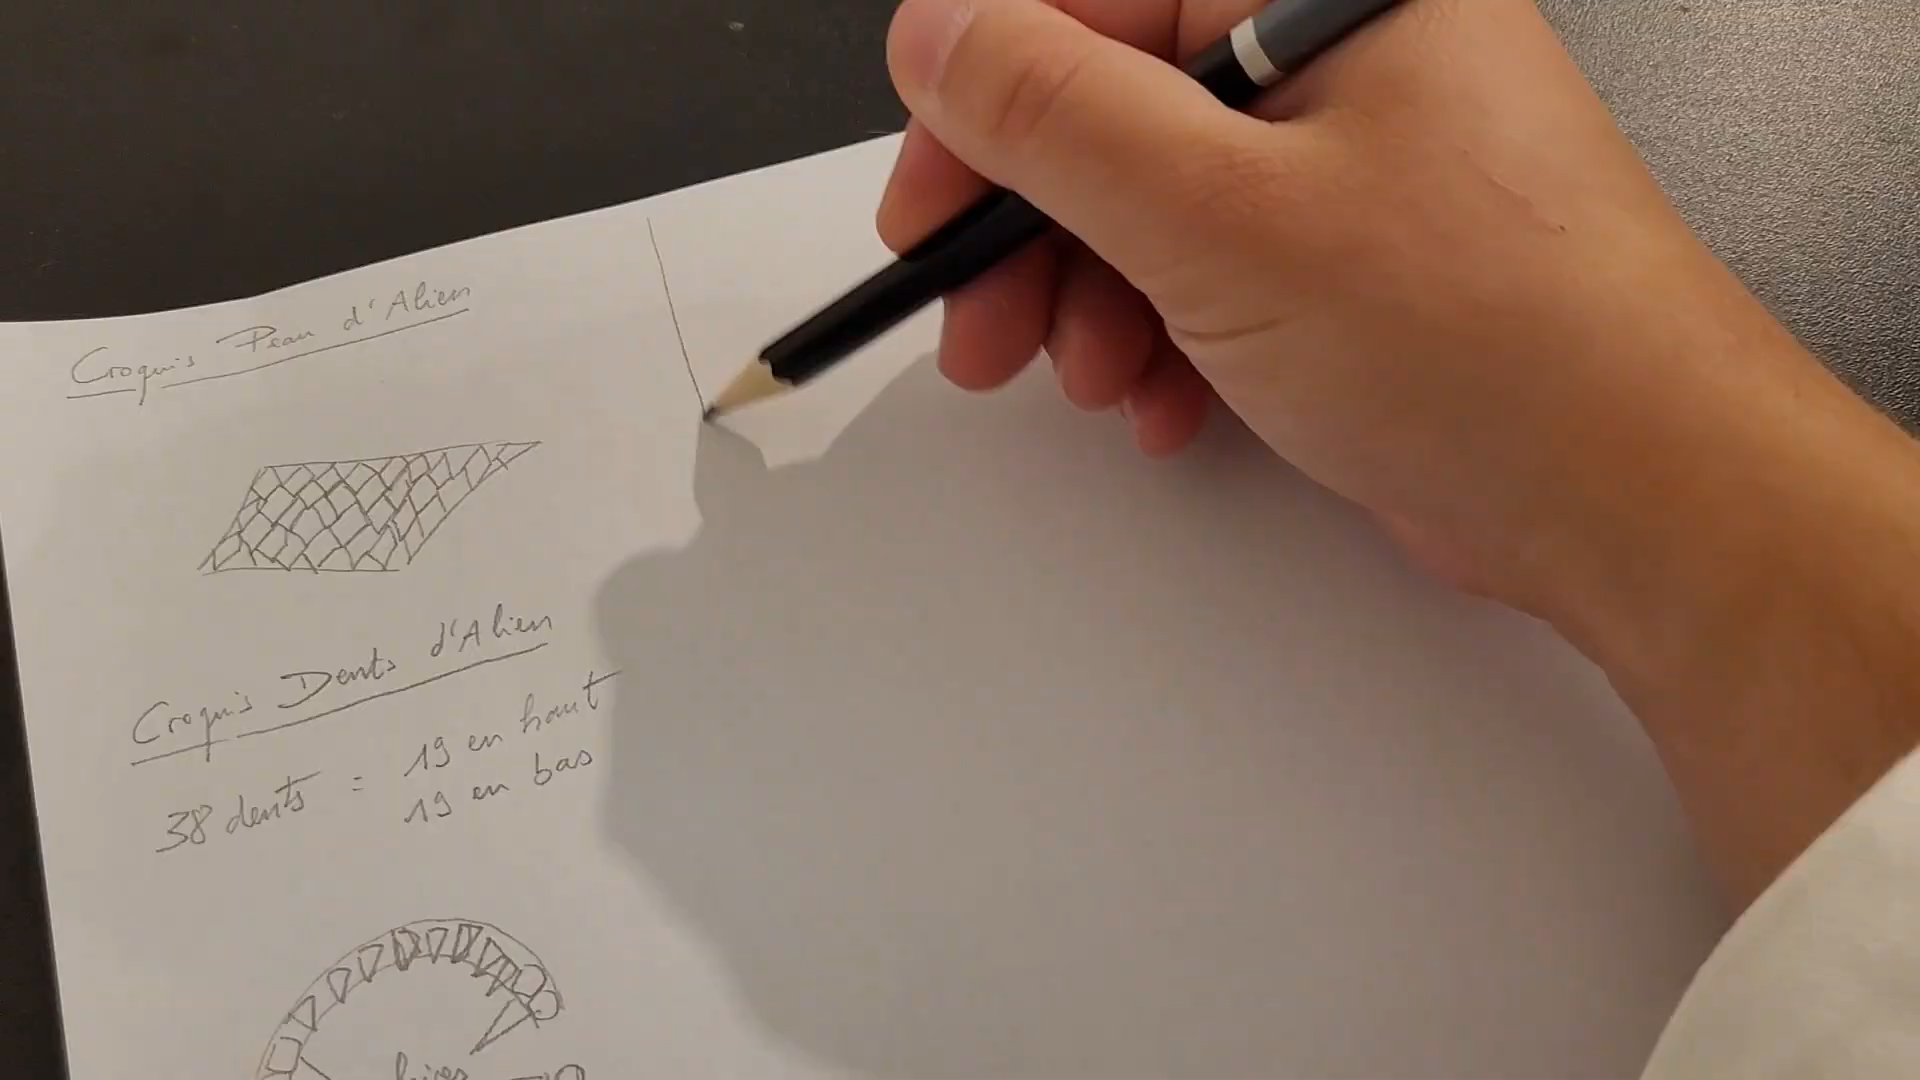 Croquis Peau d'Alien
Croquis Dents d'Alien
38 dents : 19 en haut
19 en bas